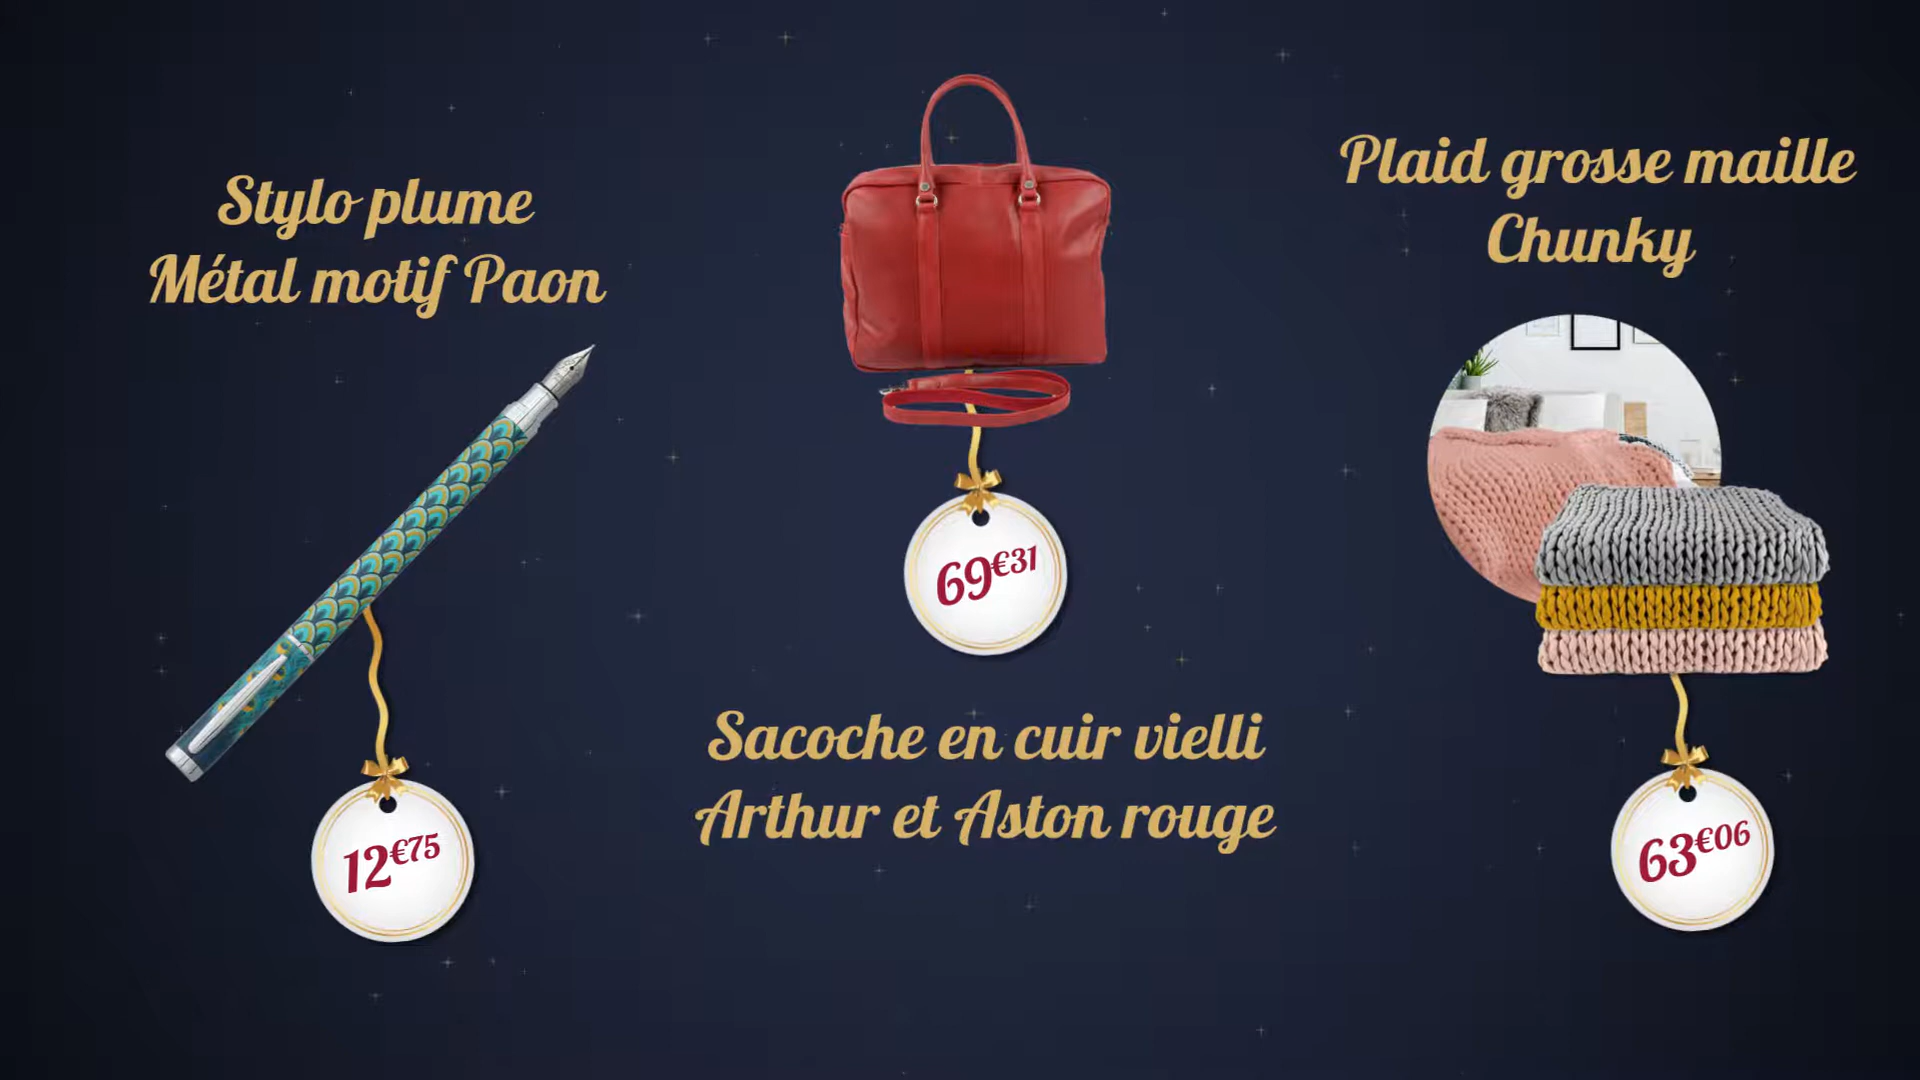 Stylo plume
Métal motif Paon
12€75
69€31
Sacoche en cuir vielli
Arthur et Aston rouge
Plaid grosse maille
Chunky
63€06